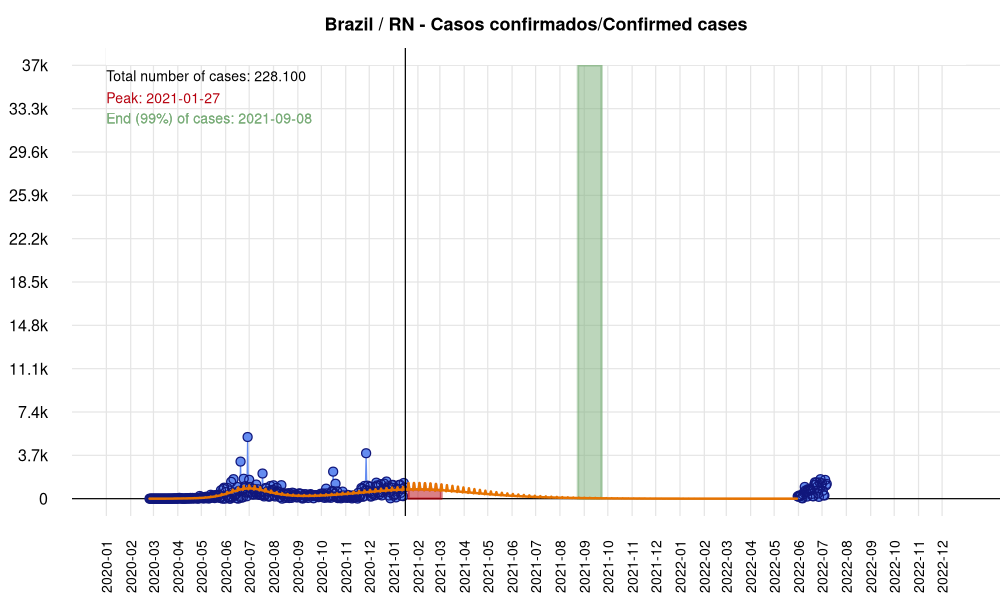 Brazil / RN - Casos confirmados/Confirmed cases
Total number of cases: 228.100
Peak: 2021-01-27
End (99%) of cases: 2021-09-08
37k
33.3k
29.6k
25.9k
22.2k
18.5k
14.8k
11.1k
7.4k
3.7k
0
2020-01
2020-02
2020-03
2020-04
2020-05
2020-06
2020-07
2020-08
2020-09
2020-10
2020-11
2020-12
2021-01
2021-02
2021-03
2021-04
2021-05
2021-06
2021-07
2021-08
2021-09
2021-10
2021-11
2021-12
2022-01
2022-02
2022-03
2022-04
2022-05
2022-06
2022-07
2022-08
2022-09
2022-10
2022-11
2022-12